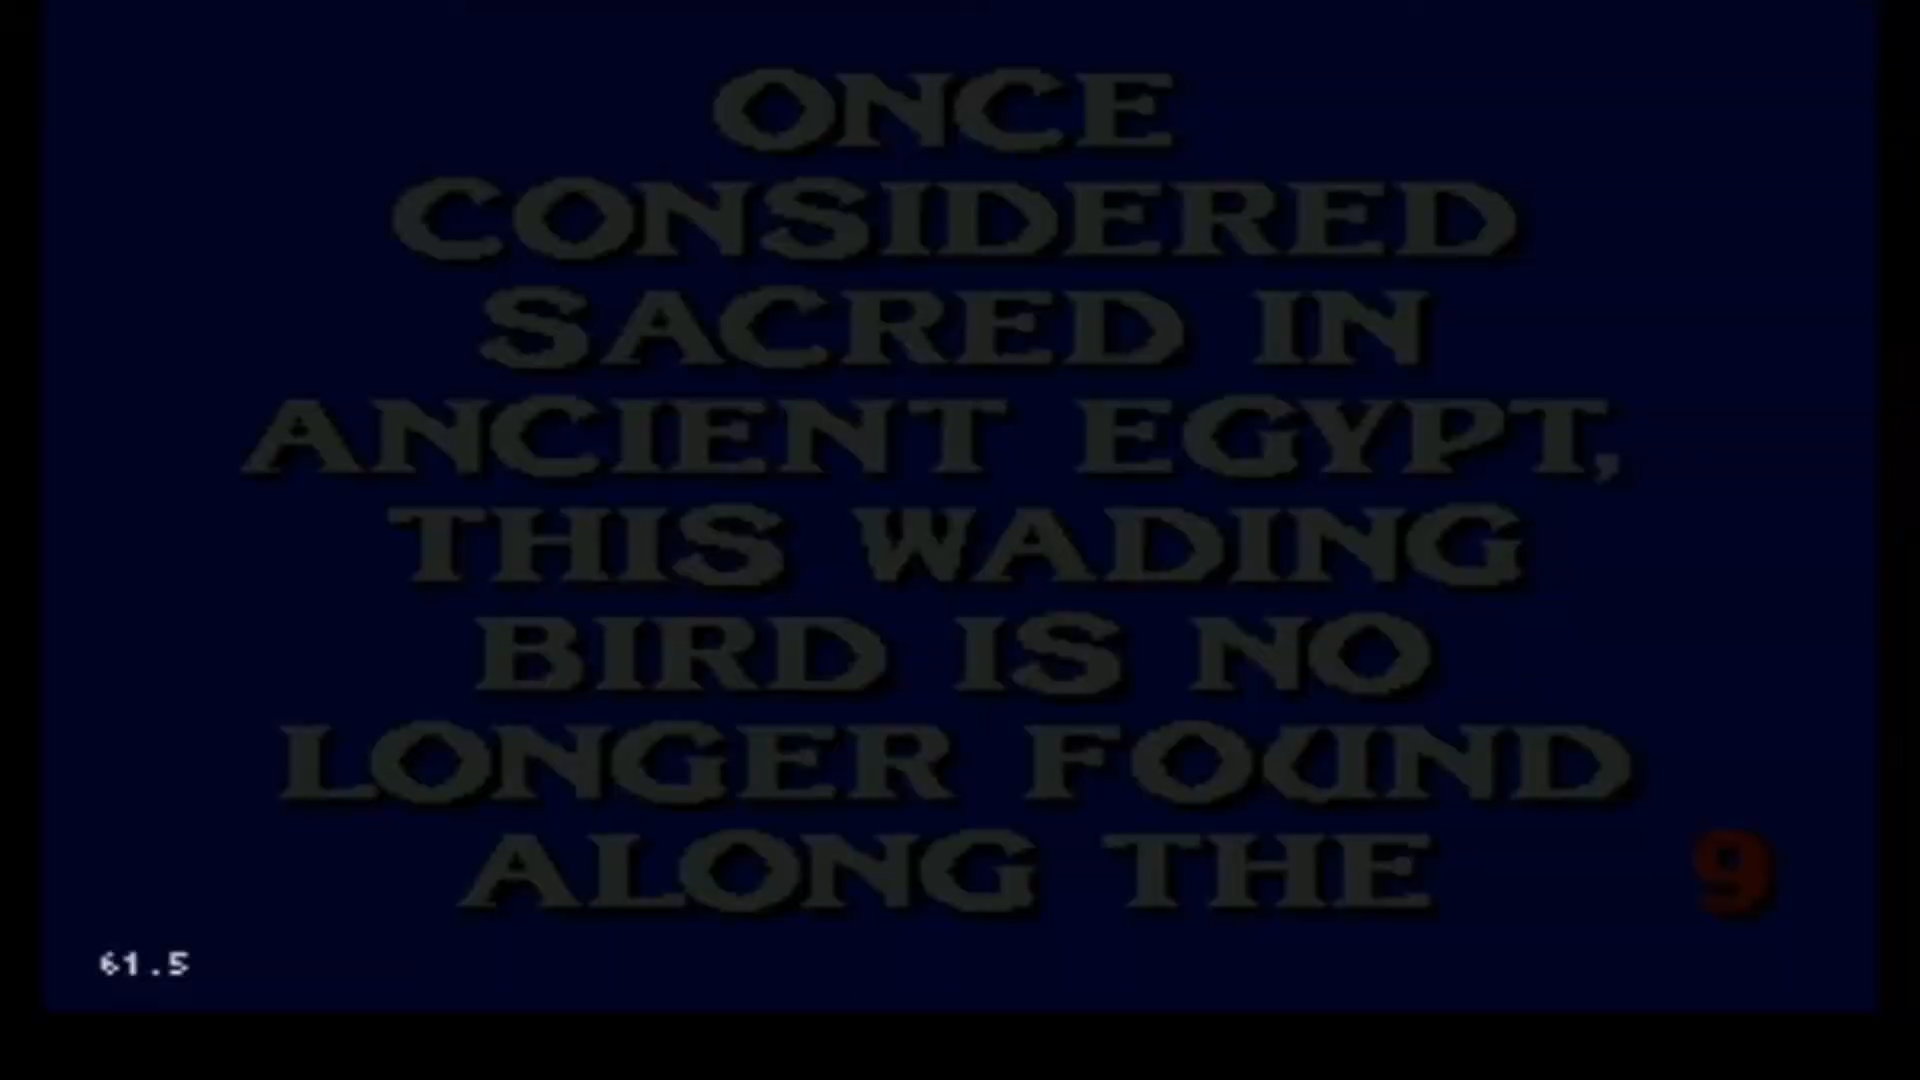 ONCE
CONSIDERED
SACRED IN
ANCIENT EGYPT,
THIS WADING
BIRD IS NO
LONGER FOUND
ALONG THE
9
61.5